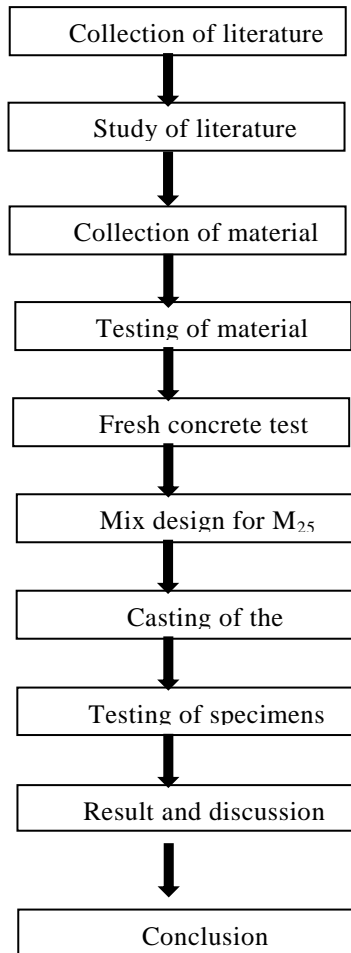 Collection of literature
Study of literature
Collection of material
Testing of material
Fresh concrete test
Mix design for M₂₅
Casting of the
Testing of specimens
Result and discussion
Conclusion